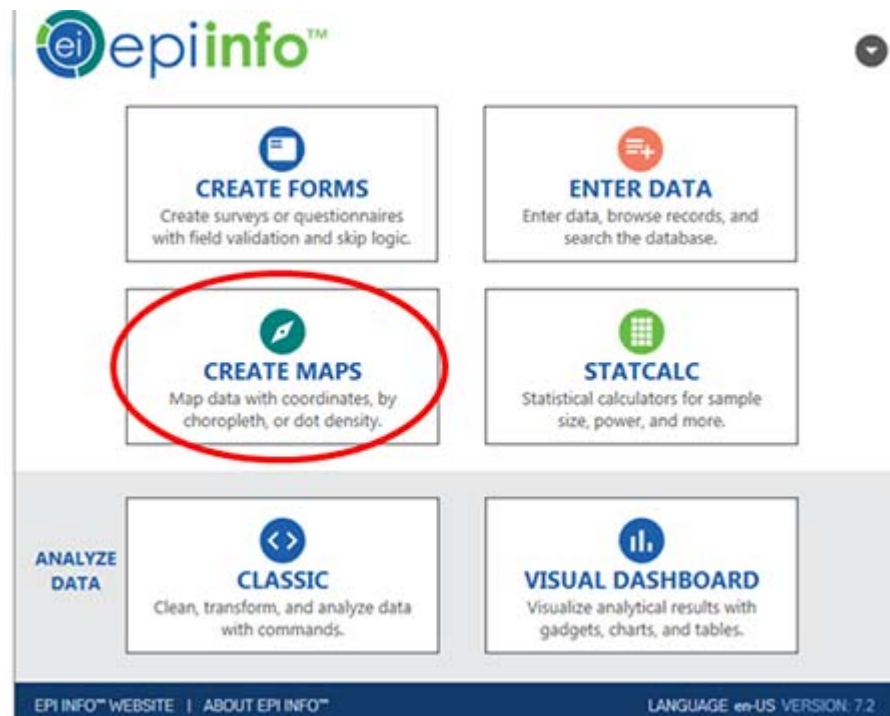 ei epi info™
CREATE FORMS
Create surveys or questionnaires
with field validation and skip logic.
ENTER DATA
Enter data, browse records, and
search the database.
CREATE MAPS
Map data with coordinates, by
choropleth, or dot density.
STATCALC
Statistical calculators for sample
size, power, and more.
ANALYZE
DATA
CLASSIC
Clean, transform, and analyze data
with commands.
VISUAL DASHBOARD
Visualize analytical results with
gadgets, charts, and tables.
EPI INFO™ WEBSITE | ABOUT EPI INFO™
LANGUAGE en-US VERSION: 7.2